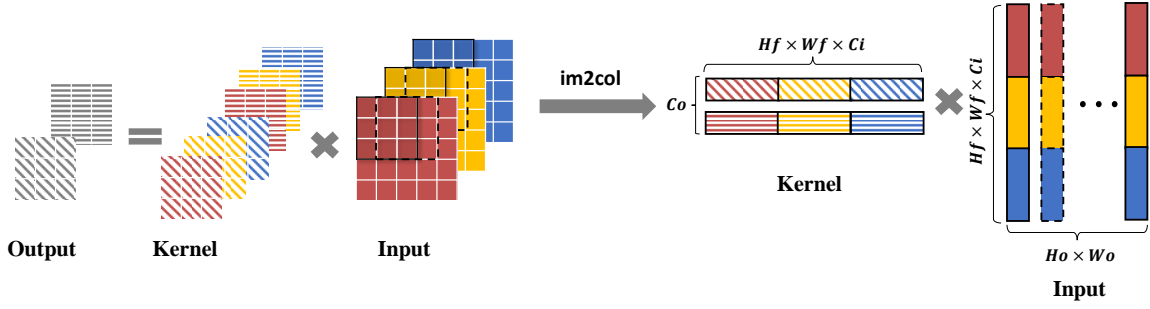 Output
=
Kernel
×
Input
im2col
Hf × Wf × Ci
Co
Kernel
×
Hf × Wf × Ci
...
Ho × Wo
Input